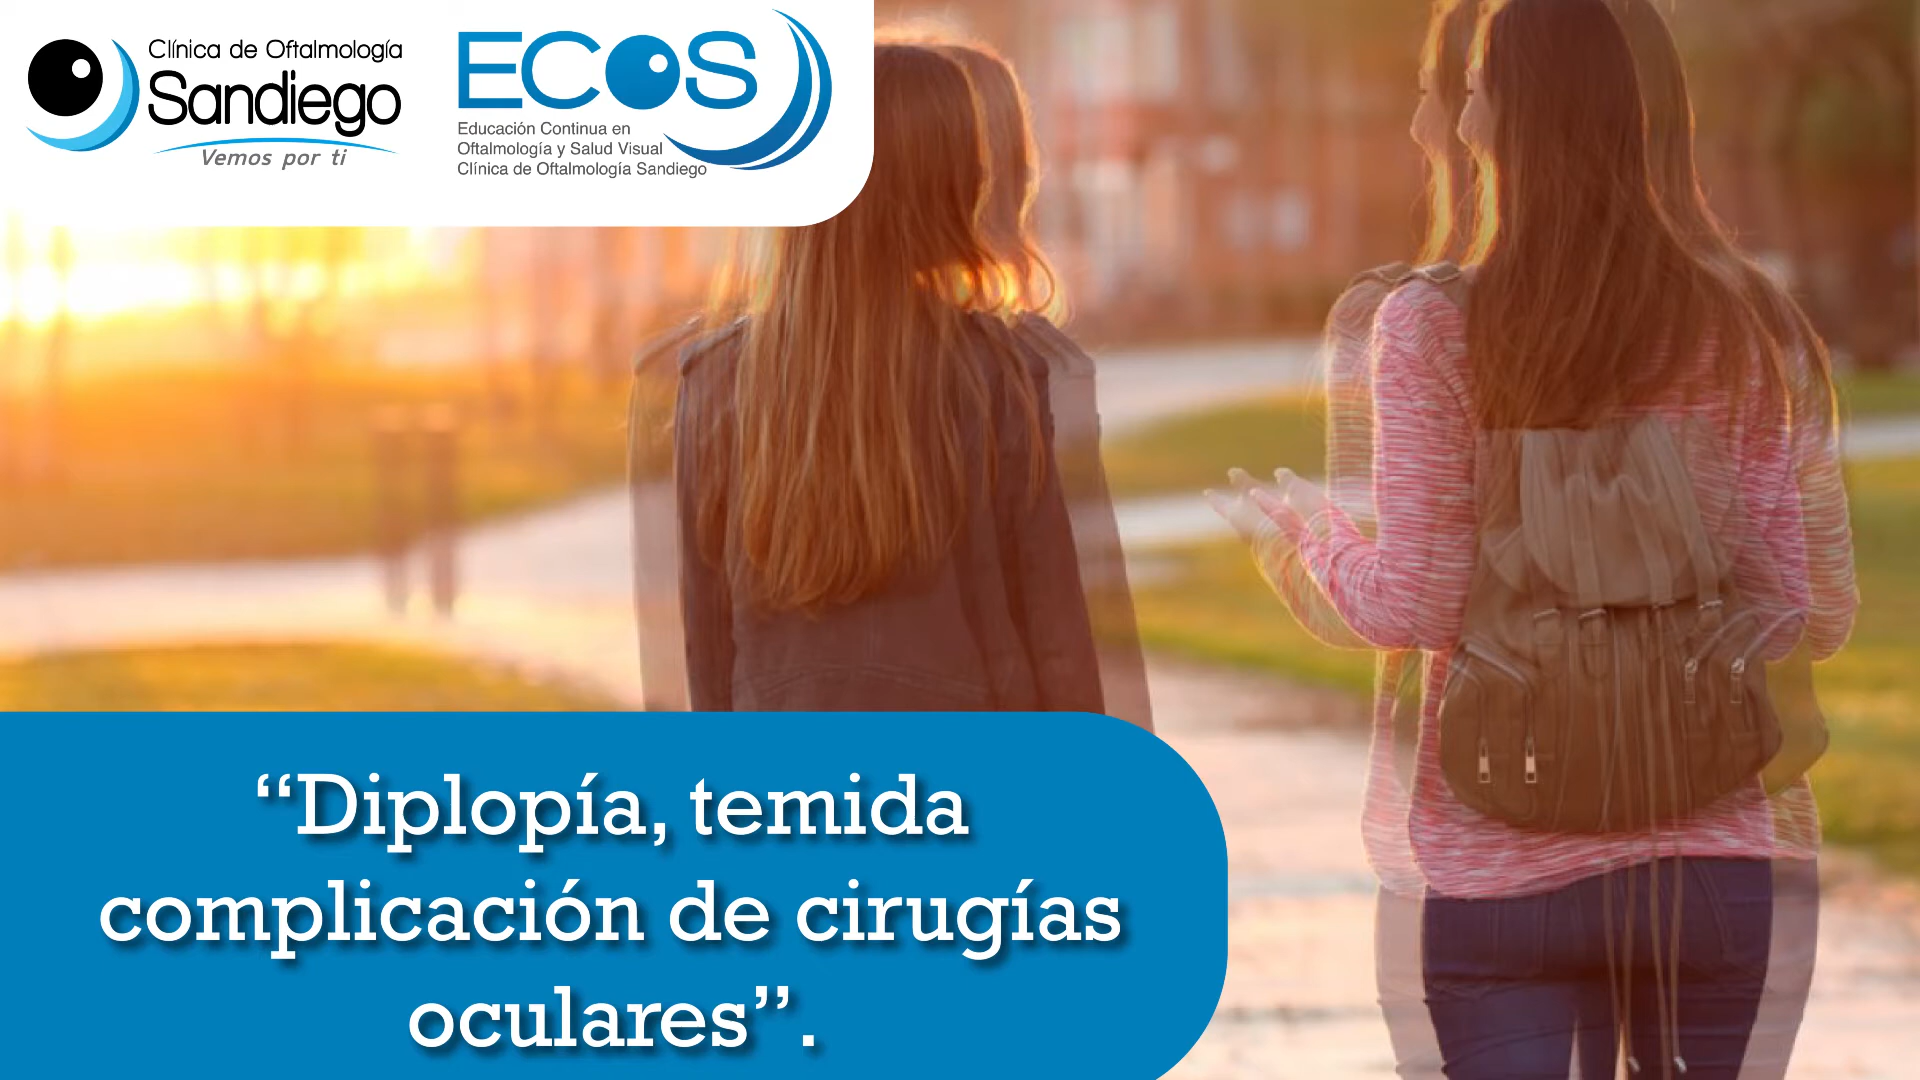 Clínica de Oftalmología
Sandiego
Vemos por ti
ECOS
Educación Continua en
Oftalmología y Salud Visual
Clínica de Oftalmología Sandiego
“Diplopía, temida
complicación de cirugías
oculares”.